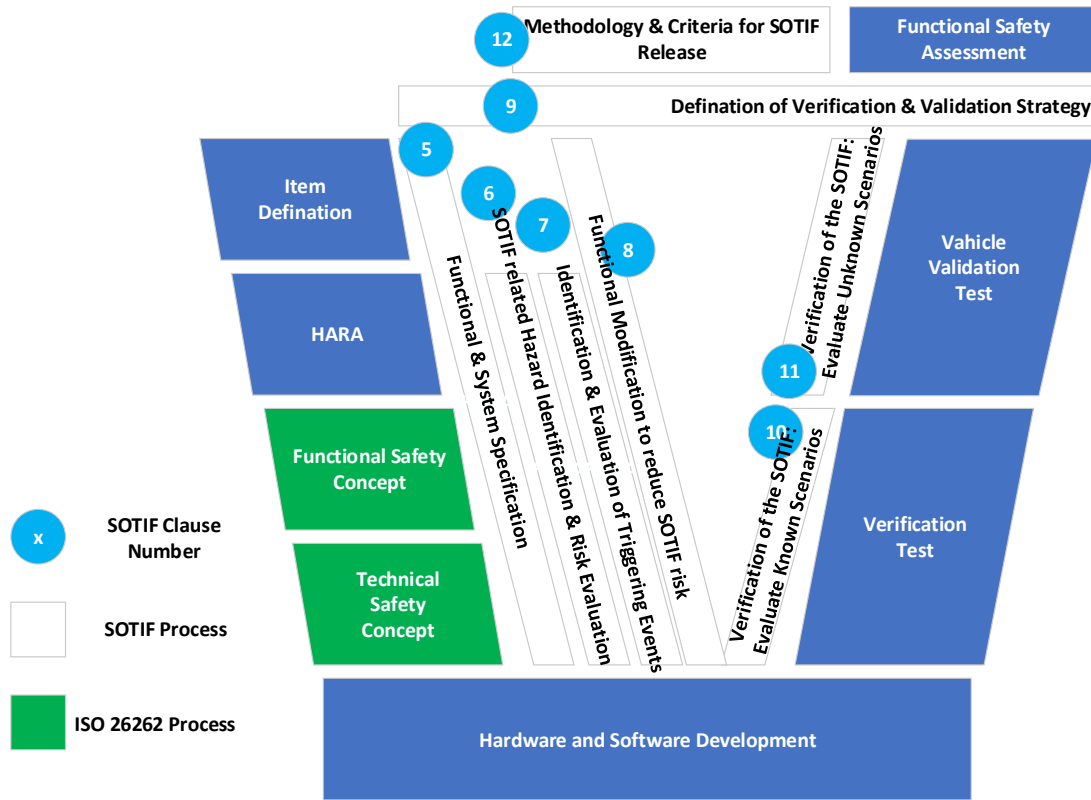 12
Methodology & Criteria for SOTIF
Release
Functional Safety
Assessment
9
Defination of Verification & Validation Strategy
5
6
7
8
Item
Defination
HARA
Functional Safety
Concept
Technical
Safety
Concept
Functional & System Specification
SOTIF related Hazard Identification & Risk Evaluation
Identification & Evaluation of Triggering Events
Functional Modification to reduce SOTIF risk
Verification of the SOTIF:
Evaluate Unknown Scenarios
11
10
Verification of the SOTIF:
Evaluate Known Scenarios
Vahicle
Validation
Test
Verification
Test
Hardware and Software Development
x
SOTIF Clause
Number
SOTIF Process
ISO 26262 Process